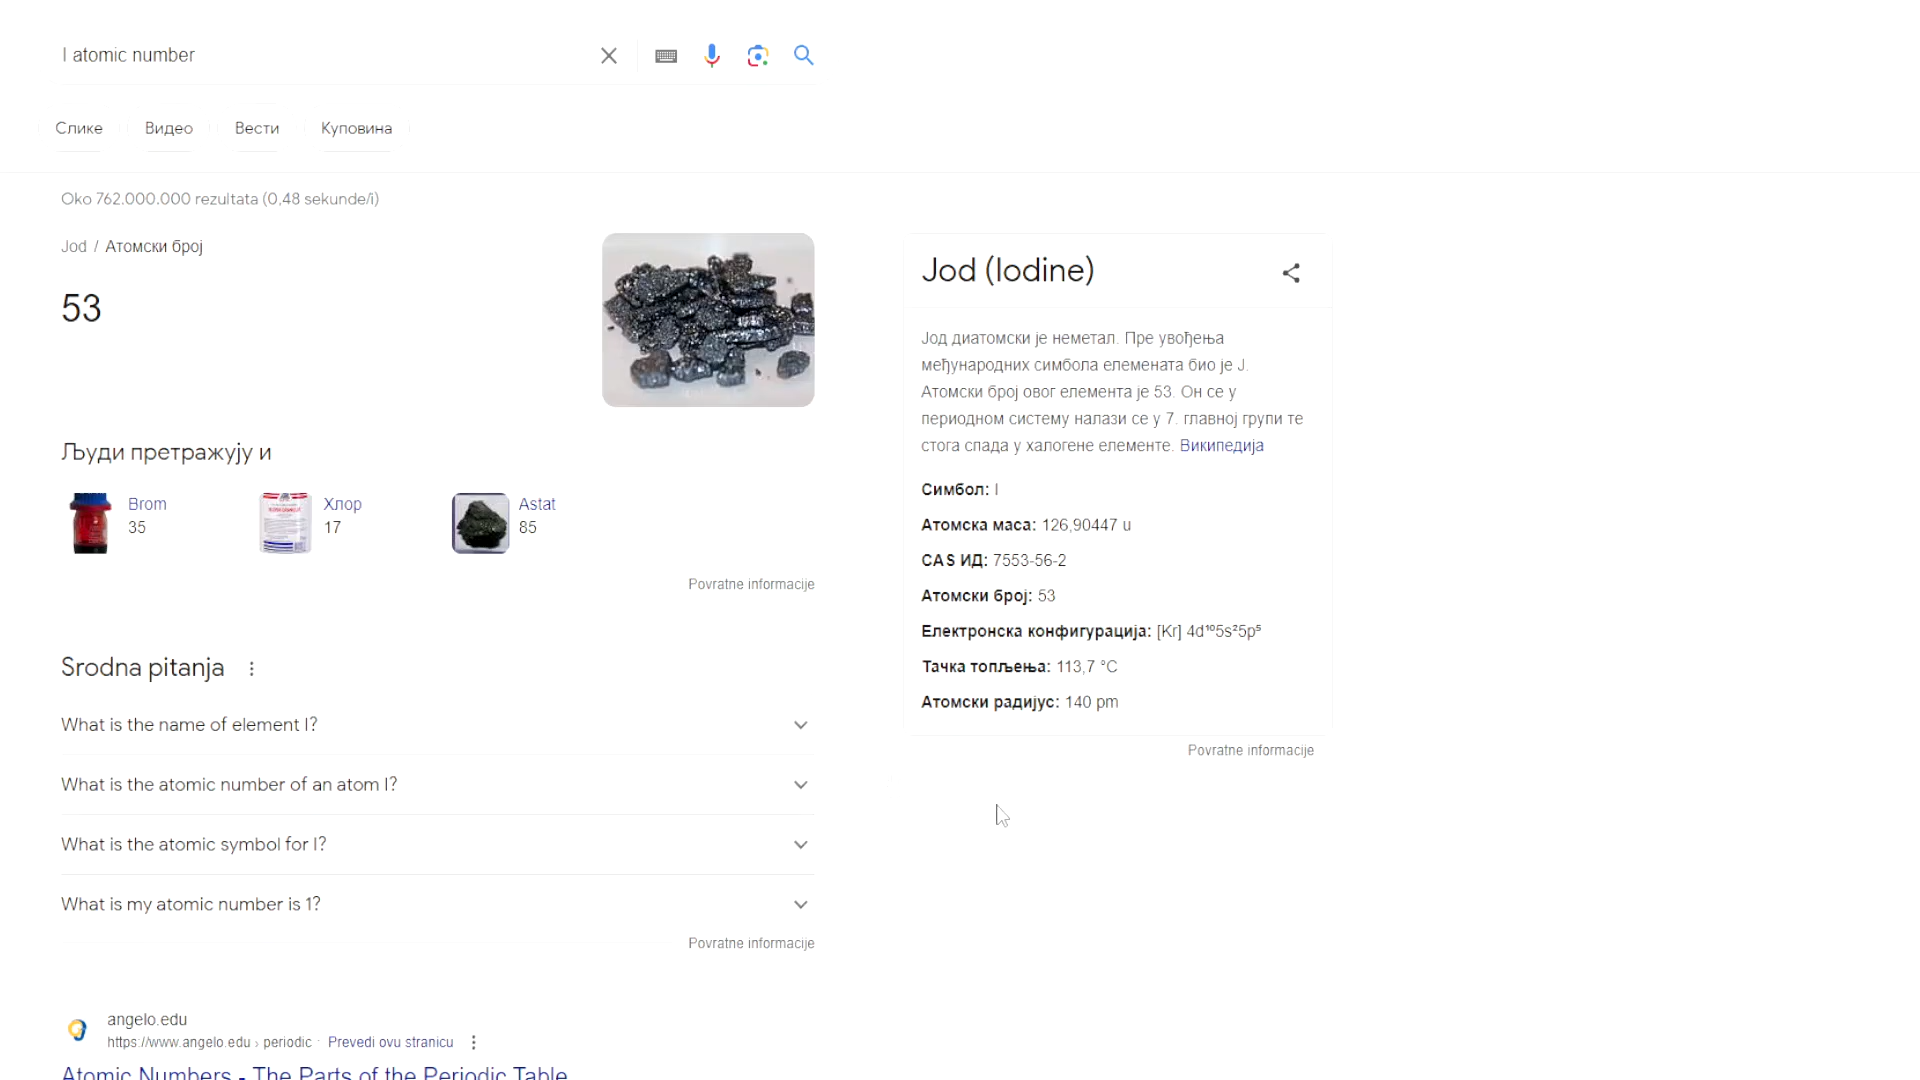 I atomic number
Слике
Видео
Вести
Куповина
Oko 762.000.000 rezultata (0,48 sekunde/i)
Jod / Атомски број
53
Људи претражују и
Brom
35
Хлор
17
Astat
85
Povratne informacije
Srodna pitanja
What is the name of element I?
What is the atomic number of an atom I?
What is the atomic symbol for I?
What is my atomic number is 1?
Povratne informacije
angelo.edu
https://www.angelo.edu › periodic · Prevedi ovu stranicu
Atomic Numbers - The Parts of the Periodic Table
Jod (Iodine)
Јод диатомски је неметал. Пре увођења
међународних симбола елемената био је Ј.
Атомски број овог елемента је 53. Он се у
периодном систему налази се у 7. главној групи те
стога спада у халогене елементе. Википедија
Симбол: I
Атомска маса: 126,90447 u
CAS ИД: 7553-56-2
Атомски број: 53
Електронска конфигурација: [Kr] 4d¹⁰5s²5p⁵
Тачка топљења: 113,7 °C
Атомски радијус: 140 pm
Povratne informacije